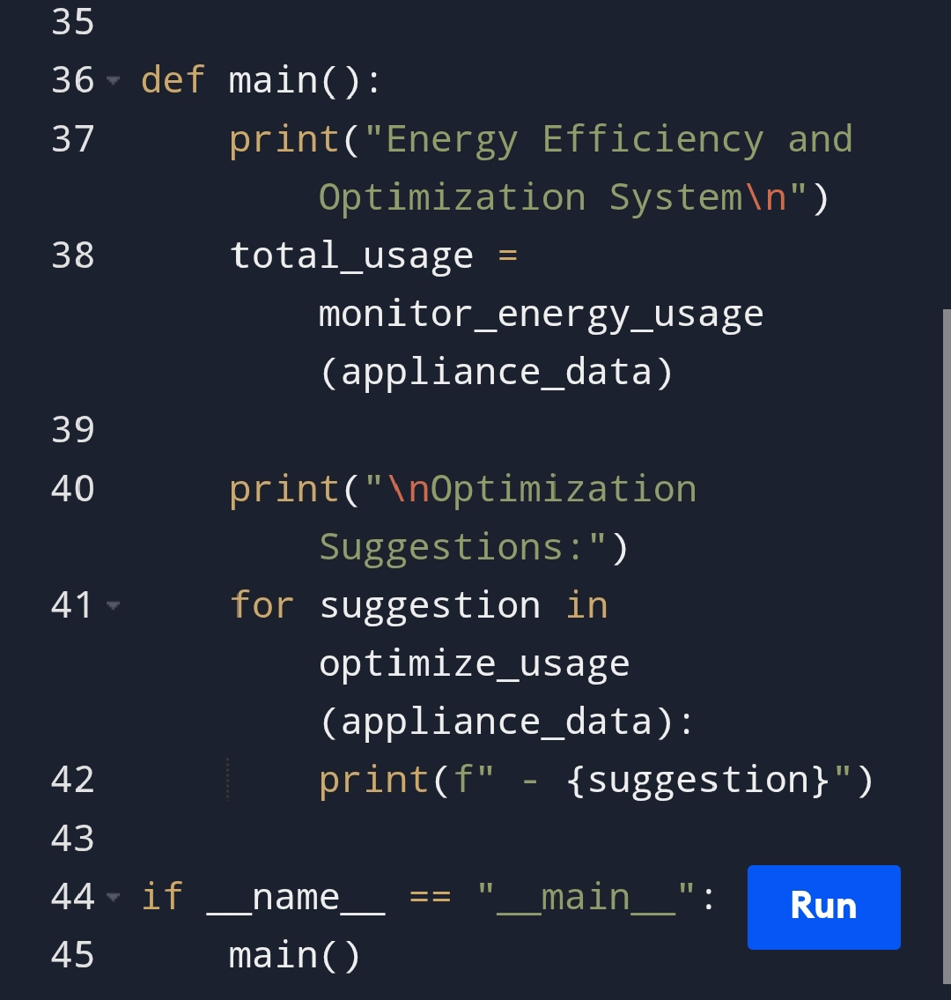 35
36 def main():
37 print("Energy Efficiency and
Optimization System\n")
38 total_usage =
monitor_energy_usage
(appliance_data)
39
40 print("\nOptimization
Suggestions:")
41 for suggestion in
optimize_usage
(appliance_data):
42 print(f" - {suggestion}")
43
44 if __name__ == "__main__":
Run
45 main()